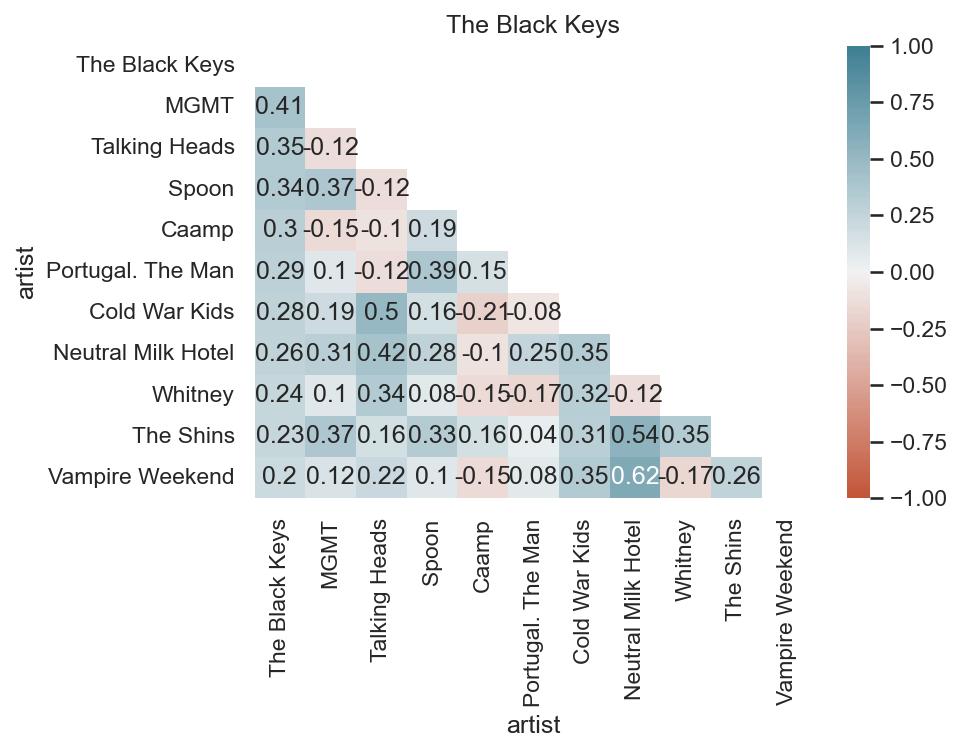 The Black Keys
The Black Keys
MGMT 0.41
Talking Heads 0.35 -0.12
Spoon 0.34 0.37 -0.12
Caamp 0.3 -0.15 -0.1 0.19
Portugal. The Man 0.29 0.1 -0.12 0.39 0.15
Cold War Kids 0.28 0.19 0.5 0.16 -0.21 -0.08
Neutral Milk Hotel 0.26 0.31 0.42 0.28 -0.1 0.25 0.35
Whitney 0.24 0.1 0.34 0.08 -0.15 -0.17 0.32 -0.12
The Shins 0.23 0.37 0.16 0.33 0.16 0.04 0.31 0.54 0.35
Vampire Weekend 0.2 0.12 0.22 0.1 -0.15 0.08 0.35 0.62 -0.17 0.26
artist
The Black Keys
MGMT
Talking Heads
Spoon
Caamp
Portugal. The Man
Cold War Kids
Neutral Milk Hotel
Whitney
The Shins
Vampire Weekend
artist
1.00
0.75
0.50
0.25
0.00
−0.25
−0.50
−0.75
−1.00